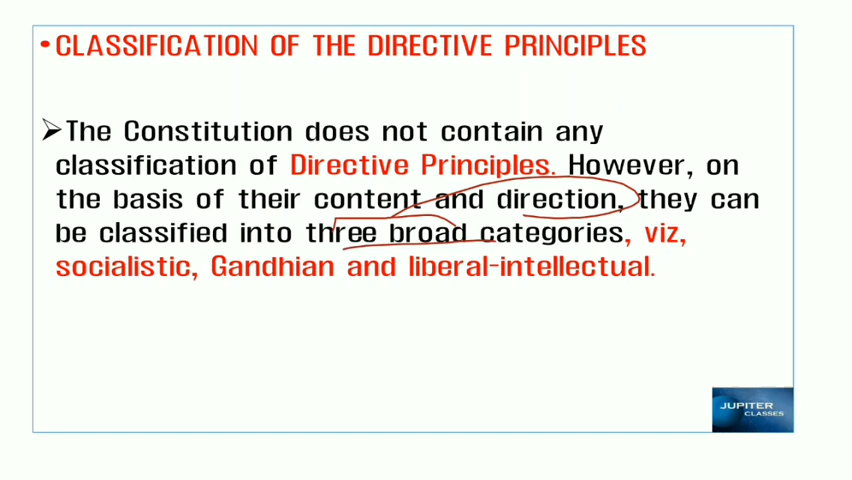 • CLASSIFICATION OF THE DIRECTIVE PRINCIPLES
➢The Constitution does not contain any
classification of Directive Principles. However, on
the basis of their content and direction, they can
be classified into three broad categories, viz,
socialistic, Gandhian and liberal-intellectual.
JUPITER
CLASSES